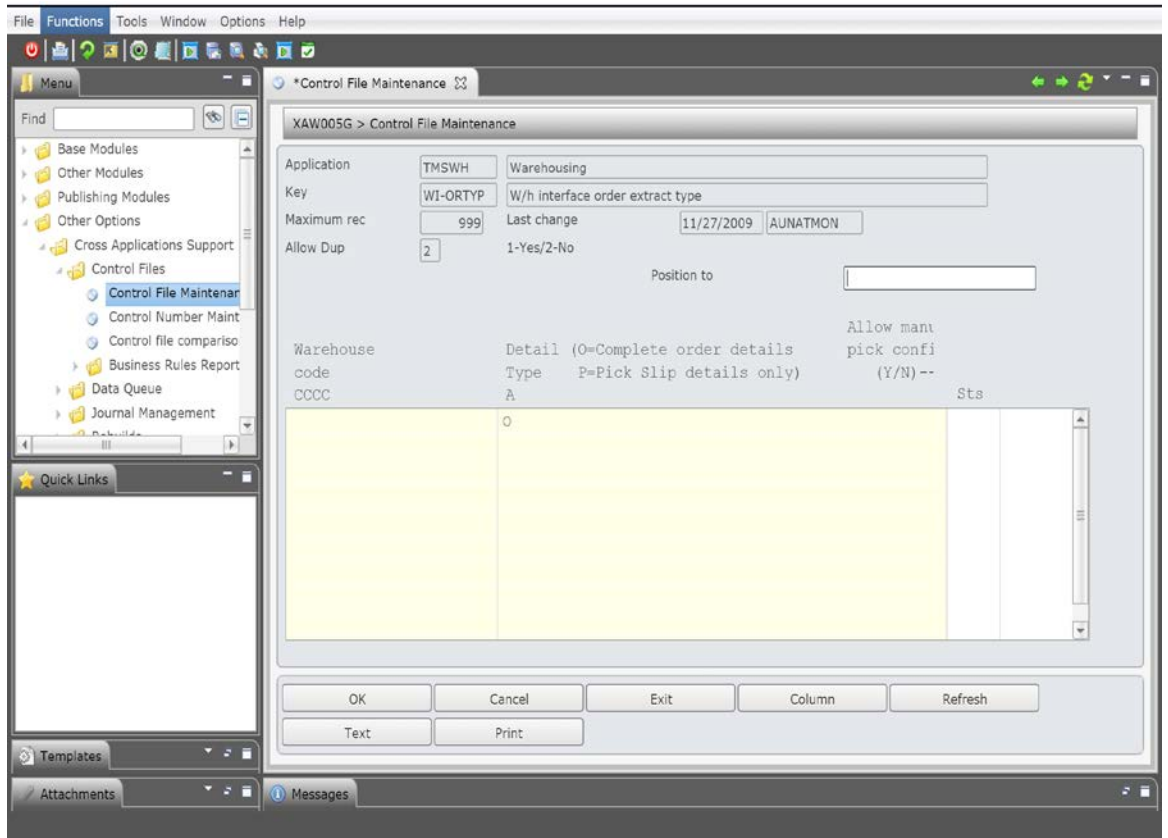 File Functions Tools Window Options Help
Menu
Find
Base Modules
Other Modules
Publishing Modules
Other Options
Cross Applications Support
Control Files
Control File Maintenar
Control Number Maint
Control file compariso
Business Rules Report
Data Queue
Journal Management
Quick Links
Templates
Attachments
*Control File Maintenance
XAW005G > Control File Maintenance
Application TMSWH Warehousing
Key WI-ORTYP W/h interface order extract type
Maximum rec 999 Last change 11/27/2009 AUNATMON
Allow Dup 2 1-Yes/2-No
Position to
Allow manu
Warehouse Detail (O=Complete order details pick confi
code Type P=Pick Slip details only) (Y/N)--
CCCC A Sts
O
OK Cancel Exit Column Refresh
Text Print
Messages